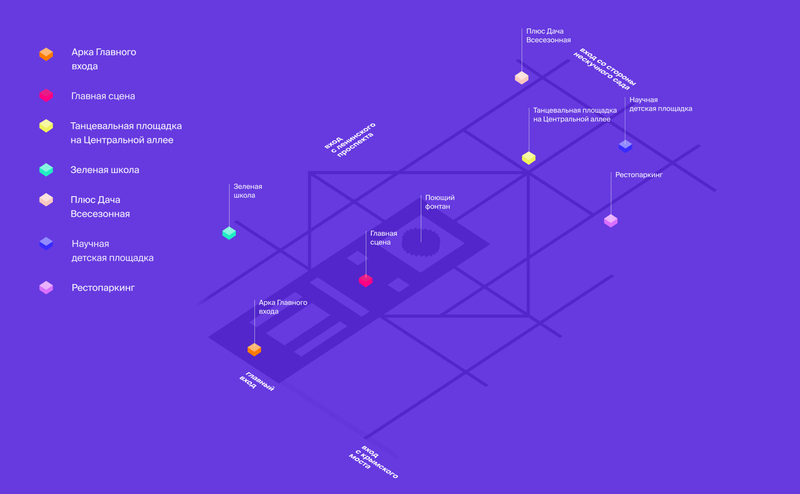 Арка Главного
входа
Главная сцена
Танцевальная площадка
на Центральной аллее
Зеленая школа
Плюс Дача
Всесезонная
Научная
детская площадка
Рестопаркинг
Плюс Дача
Всесезонная
вход со стороны
нескучного сада
Научная
детская площадка
Танцевальная площадка
на Центральной аллее
вход
с ленинского
проспекта
Рестопаркинг
Зеленая
школа
Поющий
фонтан
Главная
сцена
Арка Главного
входа
главный
вход
вход
с крымского
моста